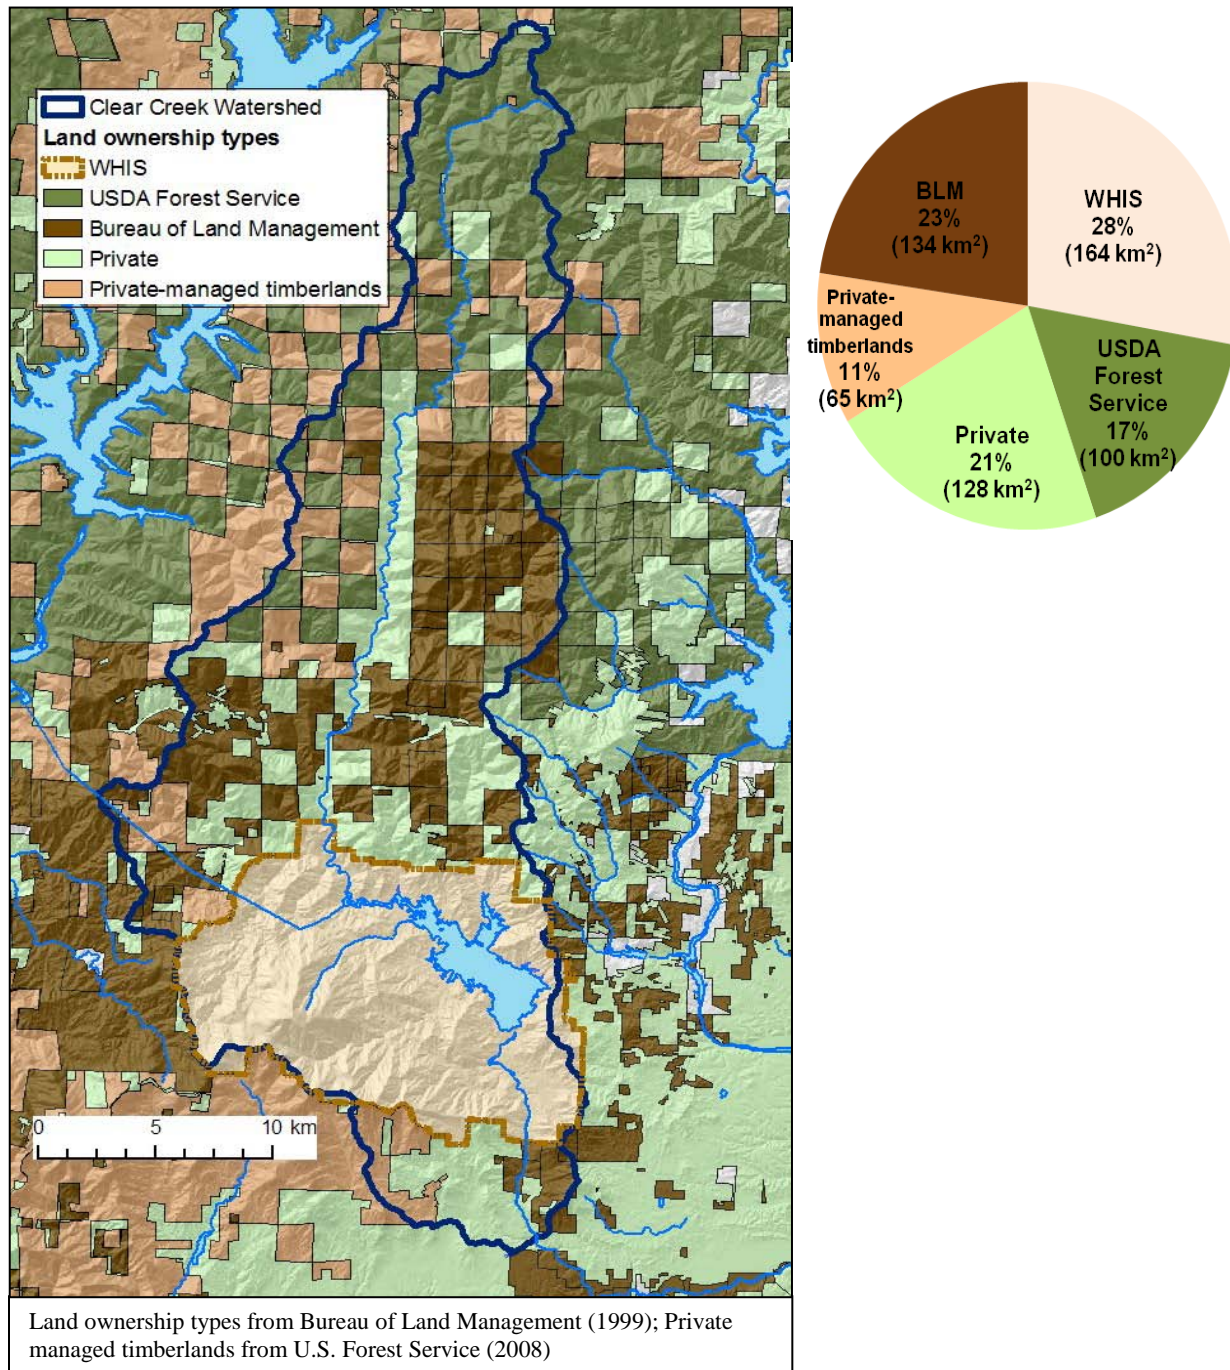 Clear Creek Watershed
Land ownership types
WHIS
USDA Forest Service
Bureau of Land Management
Private
Private-managed timberlands
0 5 10 km
Land ownership types from Bureau of Land Management (1999); Private
managed timberlands from U.S. Forest Service (2008)
BLM
23%
(134 km²)
WHIS
28%
(164 km²)
Private-
managed
timberlands
11%
(65 km²)
USDA
Forest
Service
17%
(100 km²)
Private
21%
(128 km²)